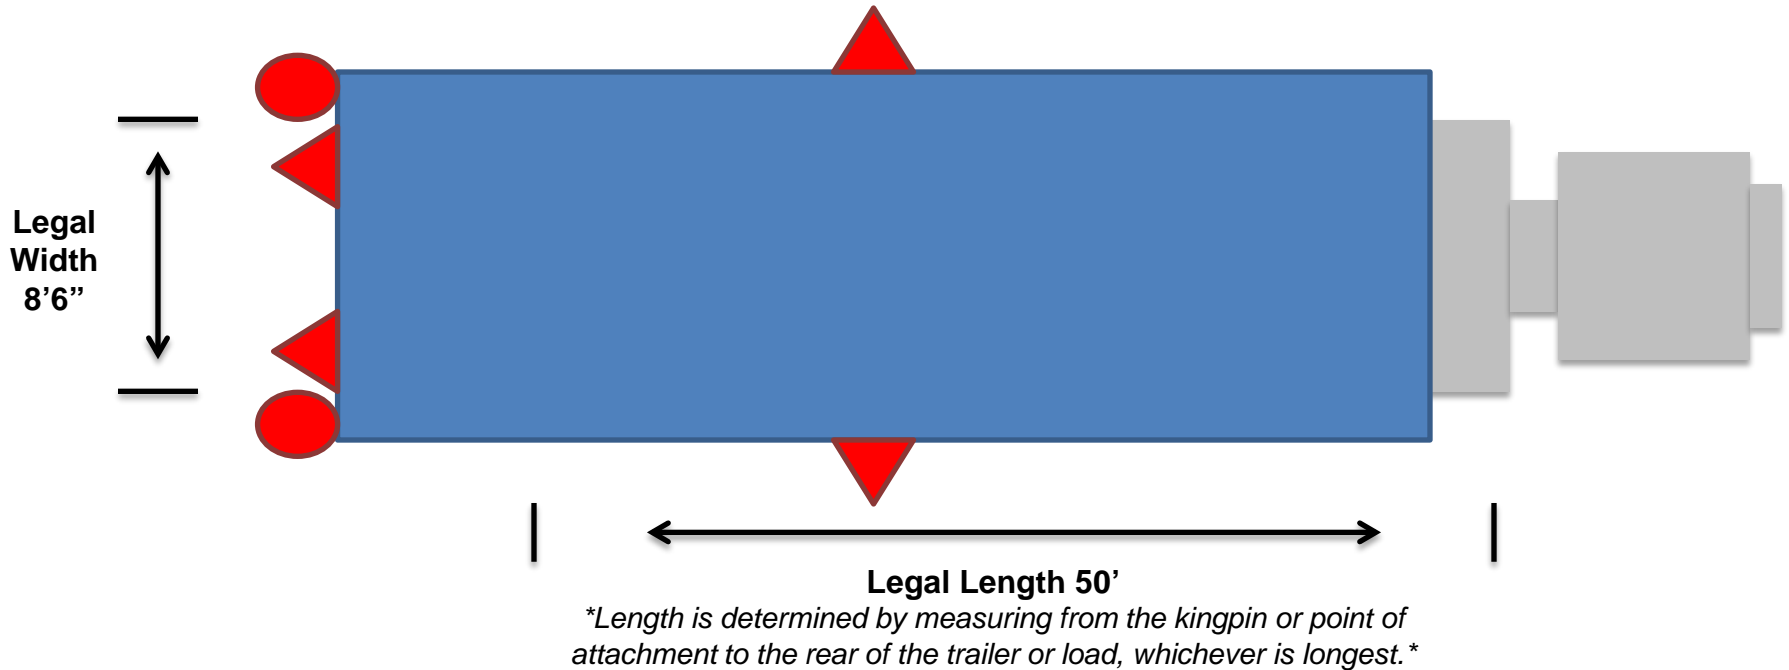 Legal
Width
8’6”
Legal Length 50’
*Length is determined by measuring from the kingpin or point of
attachment to the rear of the trailer or load, whichever is longest.*